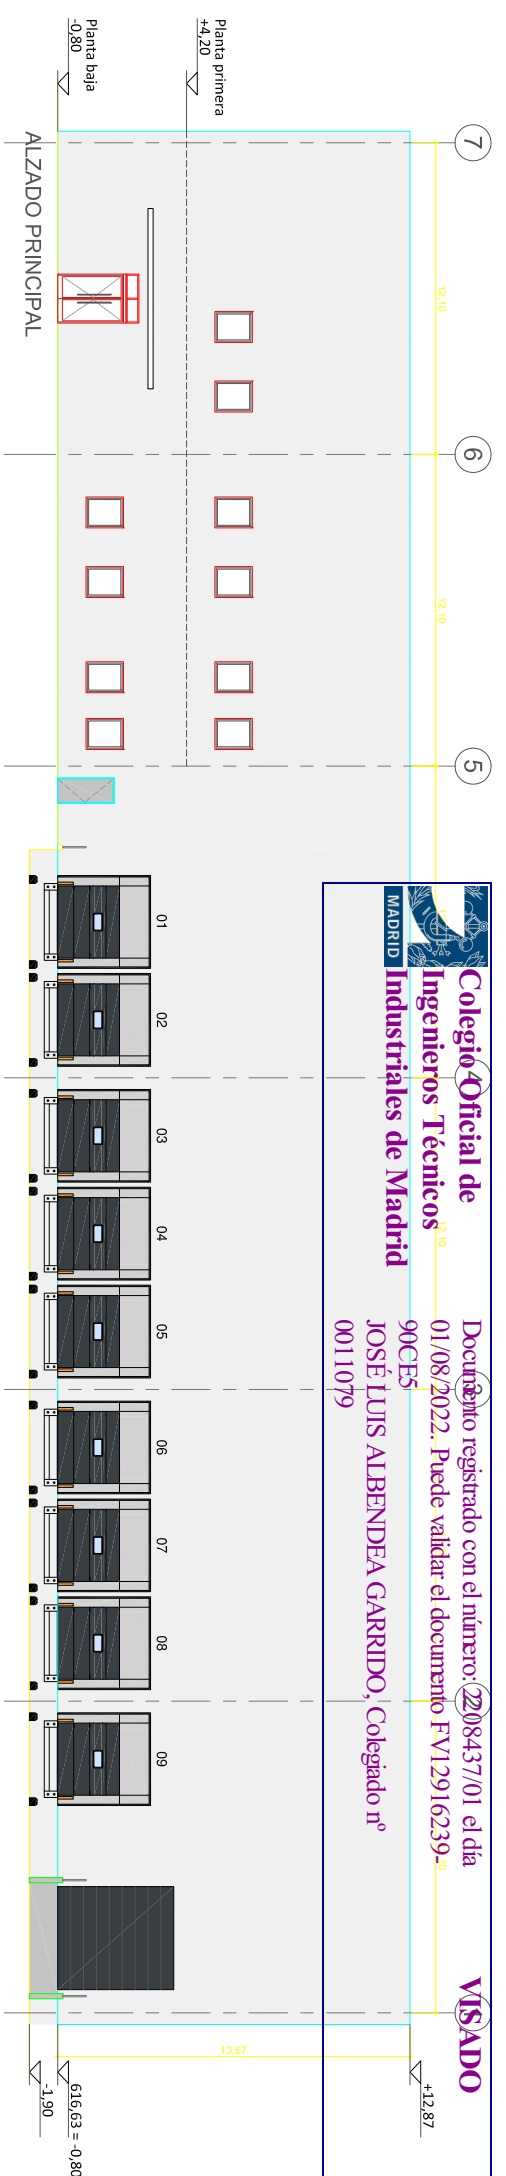 Planta primera
+4,20
Planta baja
-0,80
ALZADO PRINCIPAL
7
6
5
4
3
2
12,10
12,10
12,10
13,67
+12,87
616,63 = -0,80
-1,90
01
02
03
04
05
06
07
08
09
MADRID
Colegio Oficial de
Ingenieros Técnicos
Industriales de Madrid
Documento registrado con el número: 2208437/01 el día
01/08/2022. Puede validar el documento FV12916239-
90CE5
JOSÉ LUIS ALBENDEA GARRIDO, Colegiado nº
0011079
VISADO